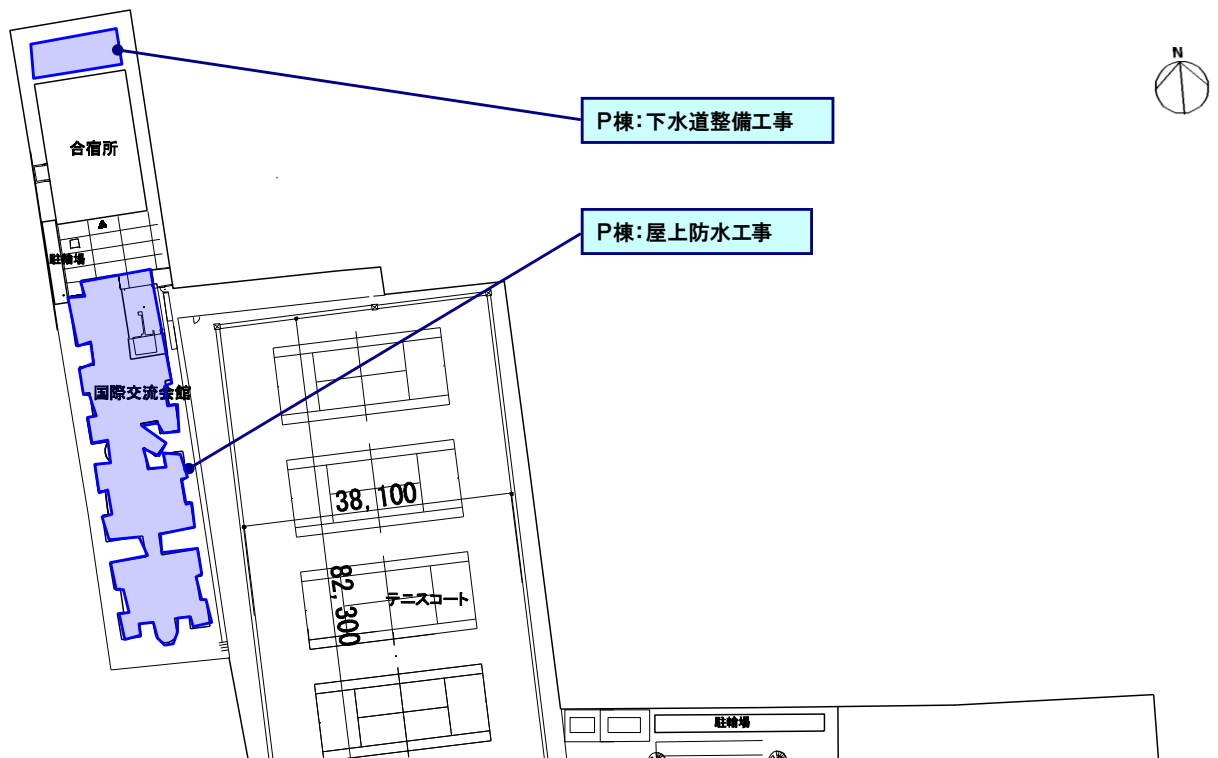 N
P棟:下水道整備工事
合宿所
P棟:屋上防水工事
駐輪場
国際交流会館
38,100
82,300
テニスコート
駐輪場